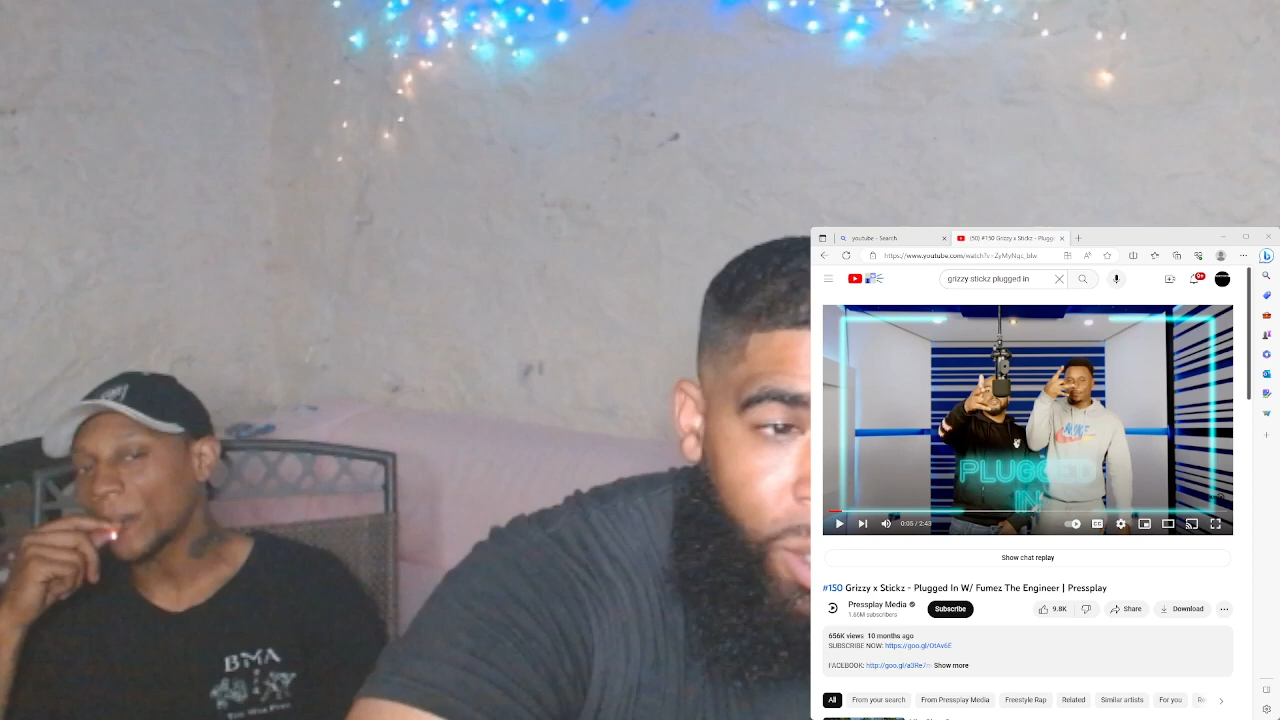 youtube - Search
(50) #150 Grizzy x Stickz - Plugg
https://www.youtube.com/watch?v=ZyMyNqc_blw
grizzy stickz plugged in
9+
PLUGGED
IN
0:05 / 2:43
Show chat replay
#150 Grizzy x Stickz - Plugged In W/ Fumez The Engineer | Pressplay
Pressplay Media
1.66M subscribers
Subscribe
9.8K
Share
Download
656K views 10 months ago
SUBSCRIBE NOW: https://goo.gl/OtAv6E
FACEBOOK: http://goo.gl/a3Re7 Show more
All
From your search
From Pressplay Media
Freestyle Rap
Related
Similar artists
For you
Re
BMA